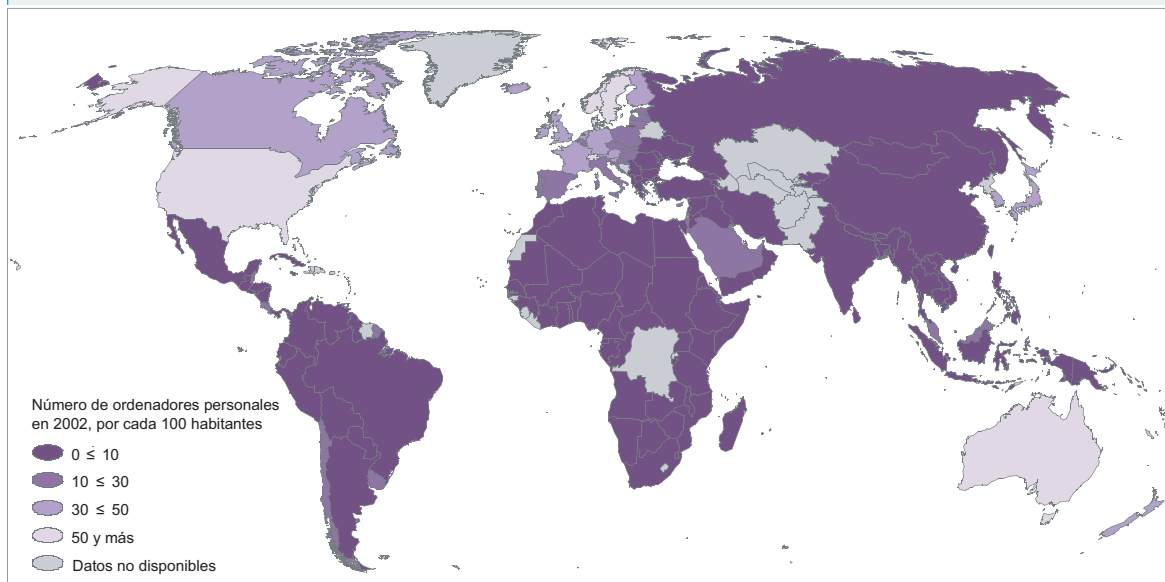 Número de ordenadores personales
en 2002, por cada 100 habitantes
0 ≤ 10
10 ≤ 30
30 ≤ 50
50 y más
Datos no disponibles